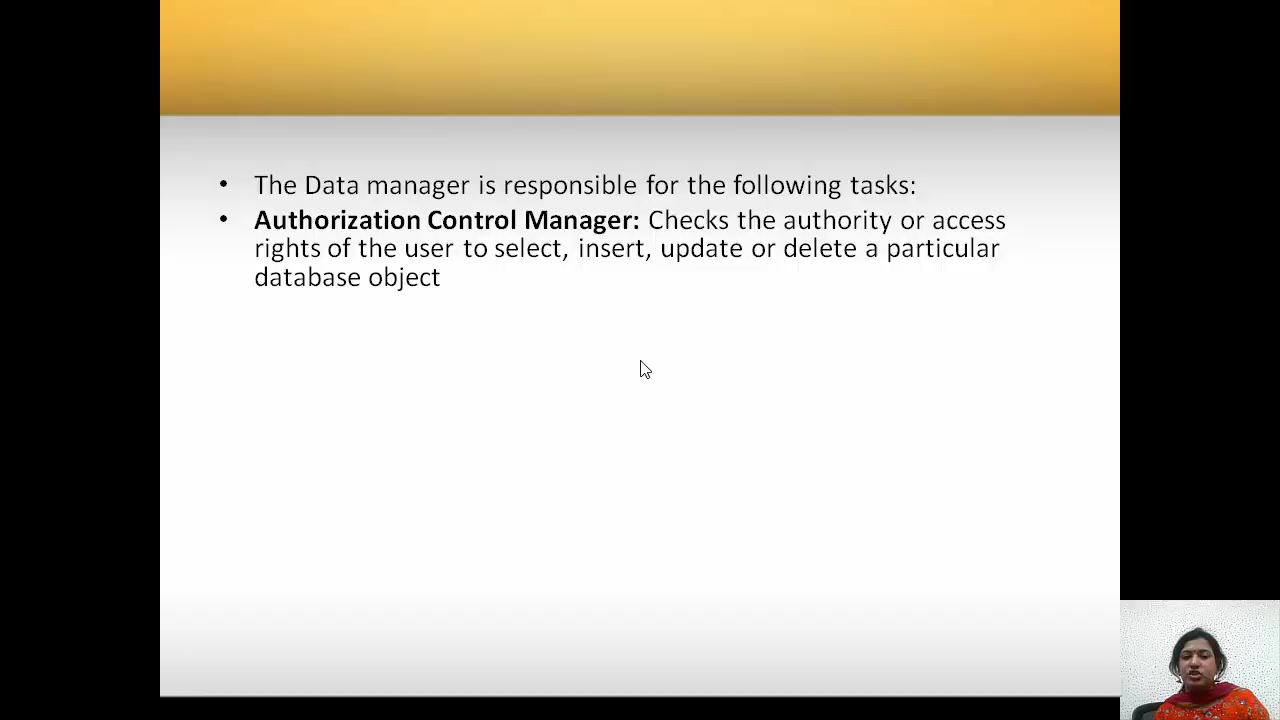 • The Data manager is responsible for the following tasks:
• Authorization Control Manager: Checks the authority or access
rights of the user to select, insert, update or delete a particular
database object